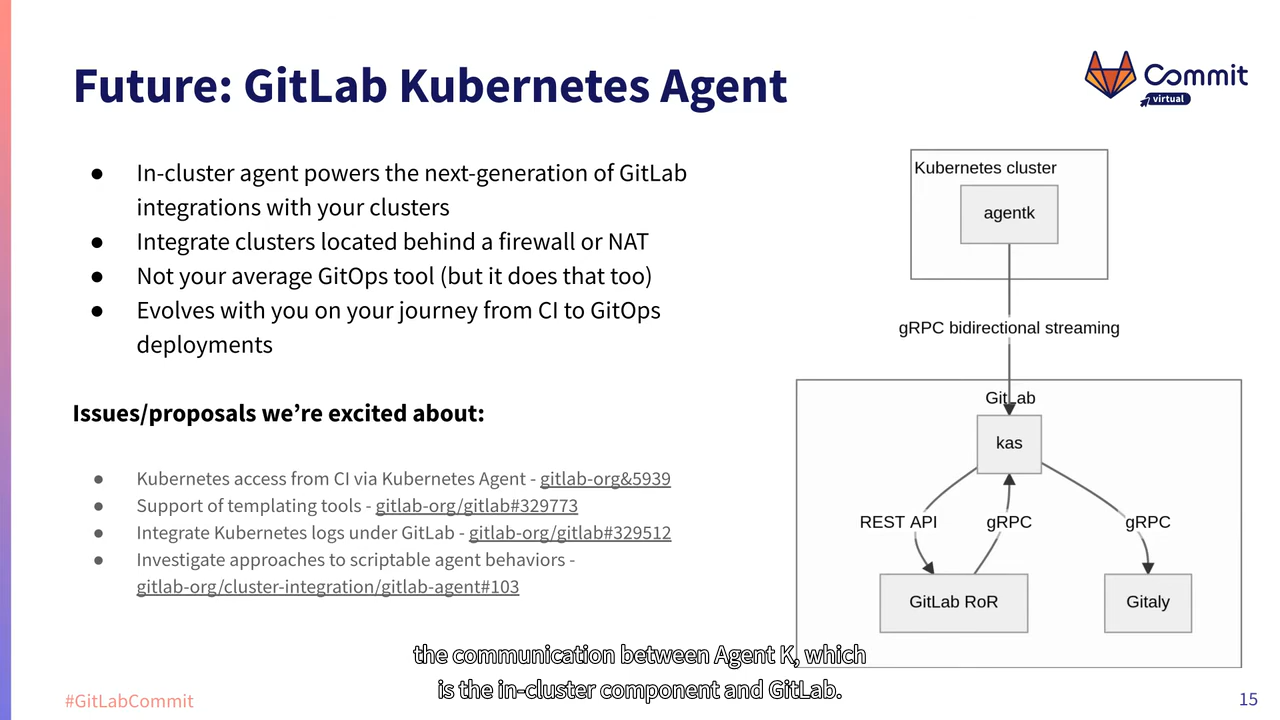 Future: GitLab Kubernetes Agent
Commit
virtual
● In-cluster agent powers the next-generation of GitLab
integrations with your clusters
● Integrate clusters located behind a firewall or NAT
● Not your average GitOps tool (but it does that too)
● Evolves with you on your journey from CI to GitOps
deployments
Issues/proposals we’re excited about:
● Kubernetes access from CI via Kubernetes Agent - gitlab-org&5939
● Support of templating tools - gitlab-org/gitlab#329773
● Integrate Kubernetes logs under GitLab - gitlab-org/gitlab#329512
● Investigate approaches to scriptable agent behaviors -
gitlab-org/cluster-integration/gitlab-agent#103
Kubernetes cluster
agentk
gRPC bidirectional streaming
GitLab
kas
REST API
gRPC
gRPC
GitLab RoR
Gitaly
the communication between Agent K, which
is the in-cluster component and GitLab.
#GitLabCommit
15